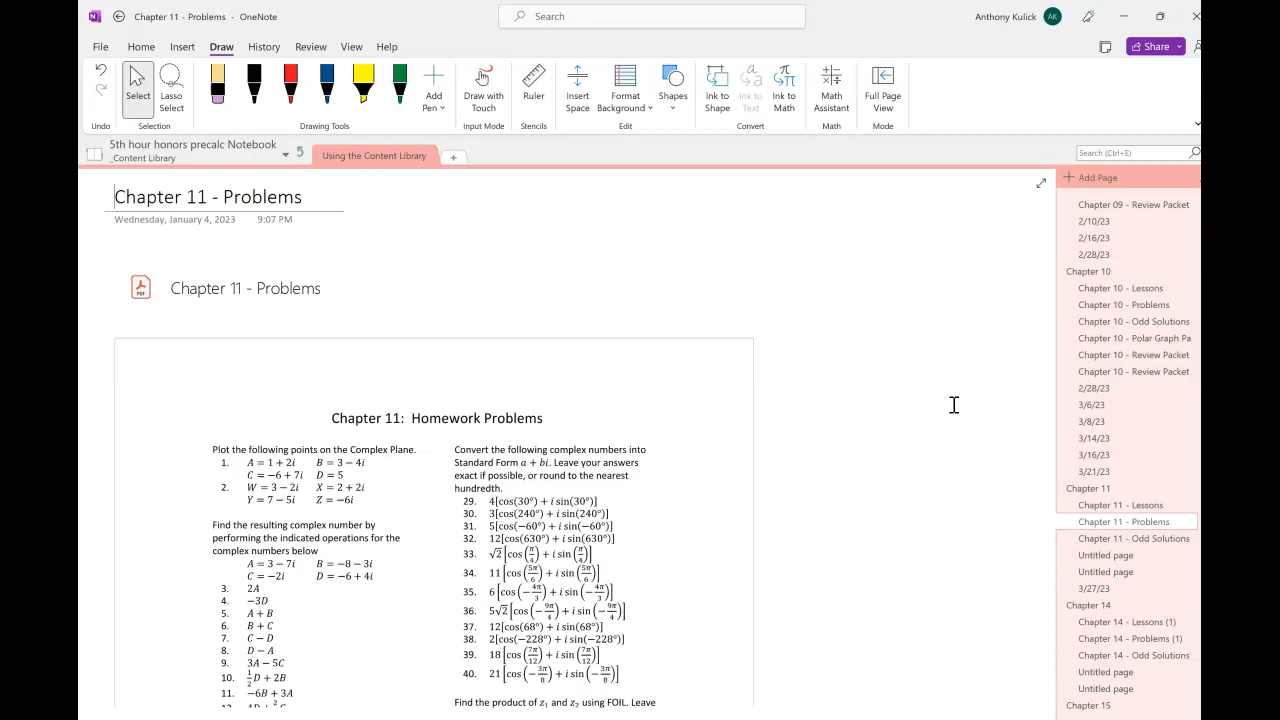 Chapter 11 - Problems - OneNote
Search
Anthony Kulick
AK
File Home Insert Draw History Review View Help
Share
Undo
Select
Lasso Select
Add Pen
Draw with Touch
Ruler
Insert Space
Format Background
Shapes
Ink to Shape
Ink to Text
Ink to Math
Math Assistant
Full Page View
Undo Selection Drawing Tools Input Mode Stencils Edit Convert Math Mode
5th hour honors precalc Notebook
_Content Library
Using the Content Library
Search (Ctrl+E)
Chapter 11 - Problems
Wednesday, January 4, 2023 9:07 PM
PDF
Chapter 11 - Problems
Chapter 11: Homework Problems
Plot the following points on the Complex Plane.
1. A = 1 + 2i B = 3 − 4i
C = −6 + 7i D = 5
2. W = 3 − 2i X = 2 + 2i
Y = 7 − 5i Z = −6i
Find the resulting complex number by
performing the indicated operations for the
complex numbers below
A = 3 − 7i B = −8 − 3i
C = −2i D = −6 + 4i
3. 2A
4. −3D
5. A + B
6. B + C
7. C − D
8. D − A
9. 3A − 5C
10. 1/2 D + 2B
11. −6B + 3A
Convert the following complex numbers into
Standard Form a + bi. Leave your answers
exact if possible, or round to the nearest
hundredth.
29. 4[cos(30°) + i sin(30°)]
30. 3[cos(240°) + i sin(240°)]
31. 5[cos(−60°) + i sin(−60°)]
32. 12[cos(630°) + i sin(630°)]
33. √2 [cos(π/4) + i sin(π/4)]
34. 11 [cos(5π/6) + i sin(5π/6)]
35. 6 [cos(−4π/3) + i sin(−4π/3)]
36. 5√2 [cos(−9π/4) + i sin(−9π/4)]
37. 12[cos(68°) + i sin(68°)]
38. 2[cos(−228°) + i sin(−228°)]
39. 18 [cos(7π/12) + i sin(7π/12)]
40. 21 [cos(−3π/8) + i sin(−3π/8)]
Find the product of z₁ and z₂ using FOIL. Leave
Add Page
Chapter 09 - Review Packet
2/10/23
2/16/23
2/28/23
Chapter 10
Chapter 10 - Lessons
Chapter 10 - Problems
Chapter 10 - Odd Solutions
Chapter 10 - Polar Graph Pa
Chapter 10 - Review Packet
Chapter 10 - Review Packet
2/28/23
3/6/23
3/8/23
3/14/23
3/16/23
3/21/23
Chapter 11
Chapter 11 - Lessons
Chapter 11 - Problems
Chapter 11 - Odd Solutions
Untitled page
Untitled page
3/27/23
Chapter 14
Chapter 14 - Lessons (1)
Chapter 14 - Problems (1)
Chapter 14 - Odd Solutions
Untitled page
Untitled page
Chapter 15